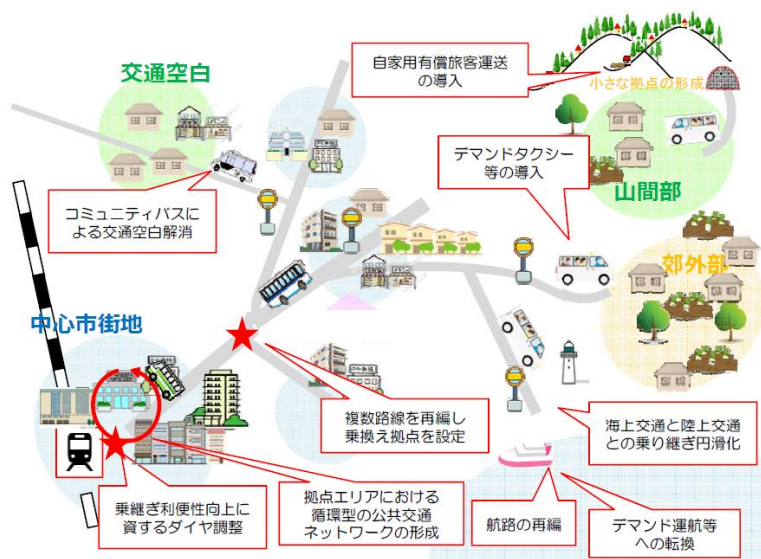 自家用有償旅客運送
の導入
小さな拠点の形成
交通空白
デマンドタクシー
等の導入
山間部
コミュニティバスに
よる交通空白解消
郊外部
中心市街地
複数路線を再編し
乗換え拠点を設定
海上交通と陸上交通
との乗り継ぎ円滑化
乗継ぎ利便性向上に
資するダイヤ調整
拠点エリアにおける
循環型の公共交通
ネットワークの形成
航路の再編
デマンド運航等
への転換